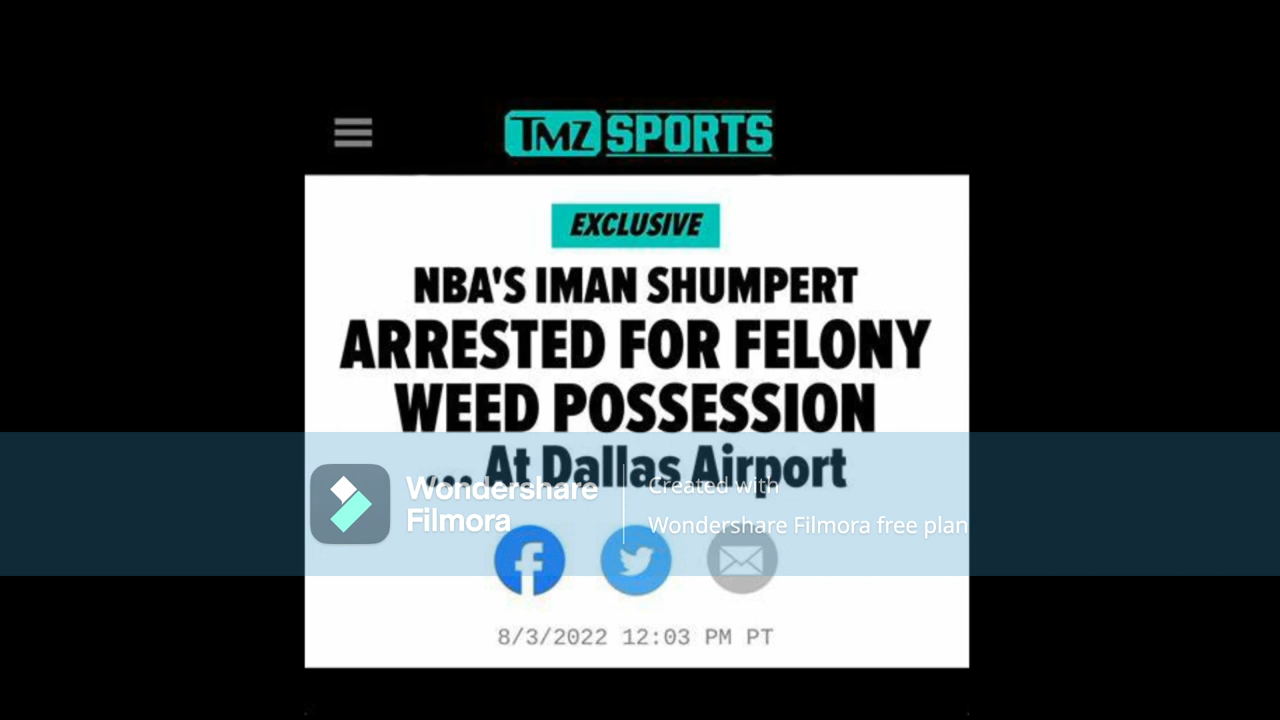 TMZ SPORTS
EXCLUSIVE
NBA'S IMAN SHUMPERT
ARRESTED FOR FELONY
WEED POSSESSION
... At Dallas Airport
Wondershare
Filmora
Created with
Wondershare Filmora free plan
8/3/2022 12:03 PM PT